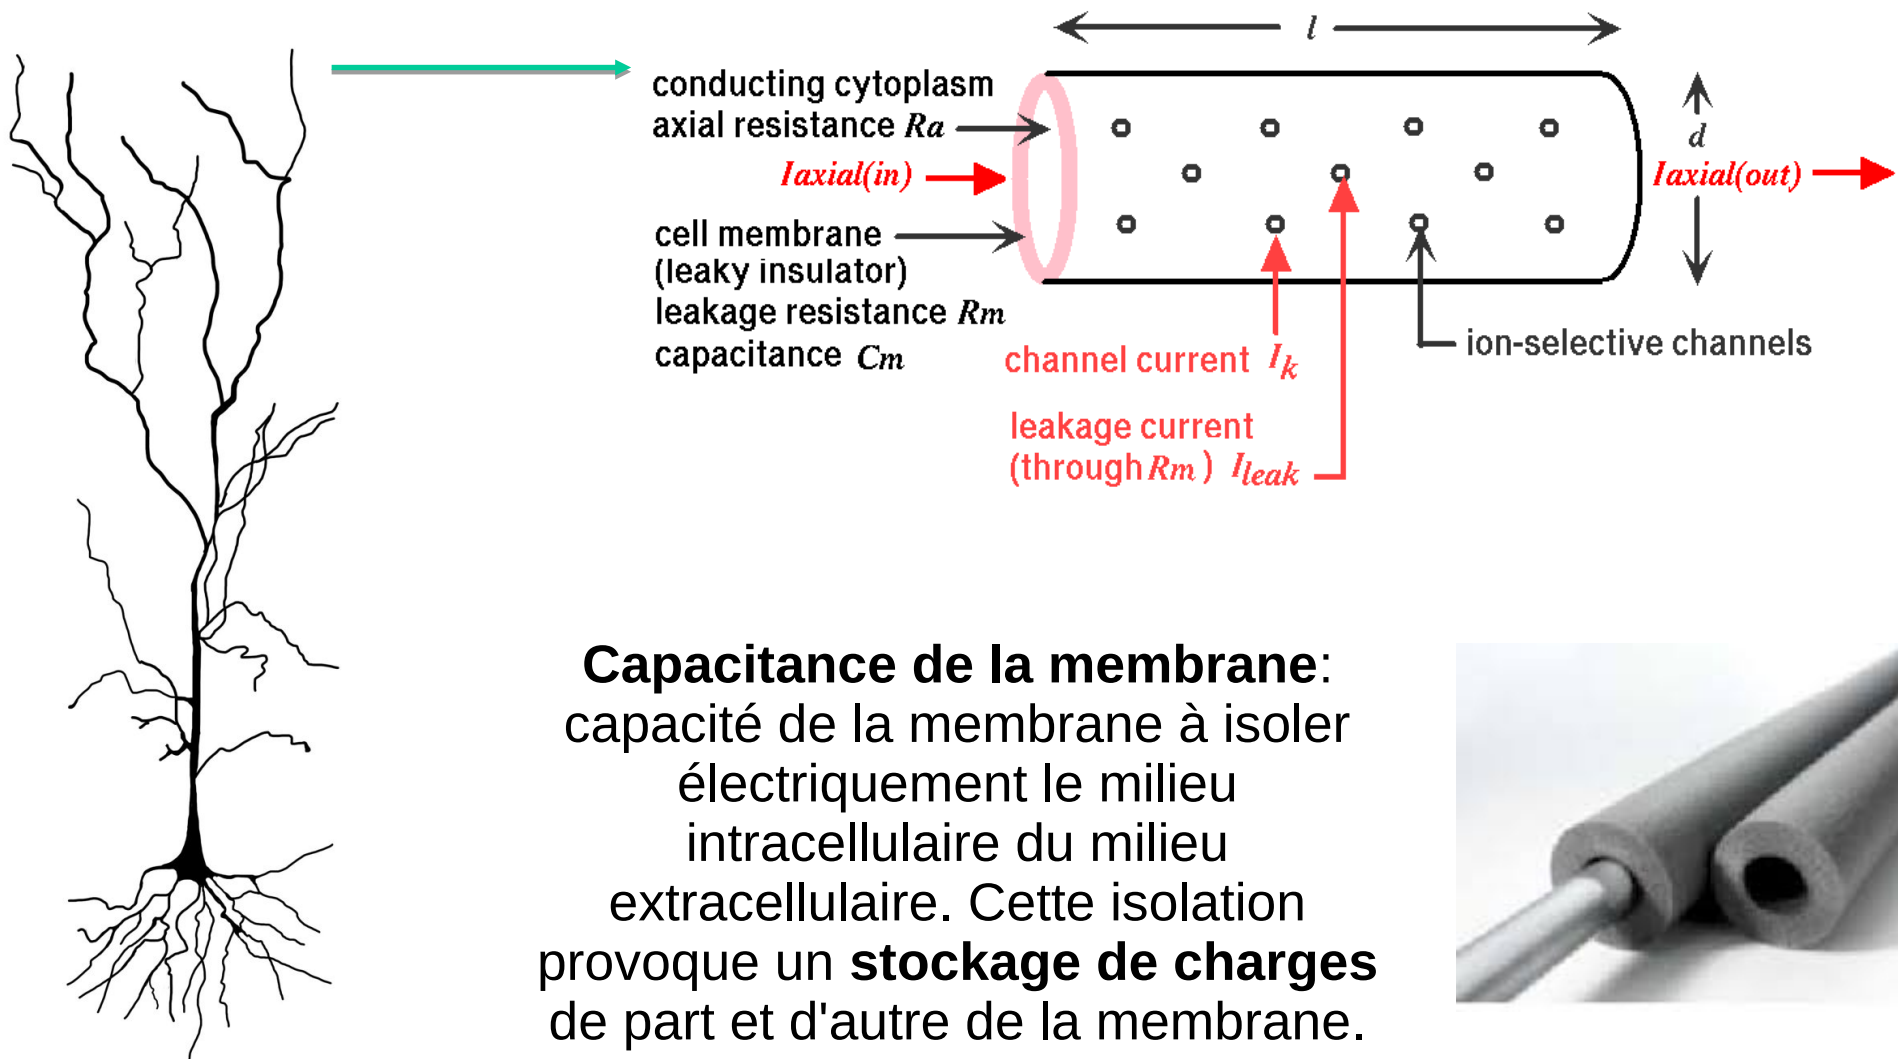 l
conducting cytoplasm
axial resistance Ra
d
Iaxial(in)
Iaxial(out)
cell membrane
(leaky insulator)
leakage resistance Rm
capacitance Cm
channel current Ik
ion-selective channels
leakage current
(through Rm ) Ileak
Capacitance de la membrane:
capacité de la membrane à isoler
électriquement le milieu
intracellulaire du milieu
extracellulaire. Cette isolation
provoque un stockage de charges
de part et d'autre de la membrane.